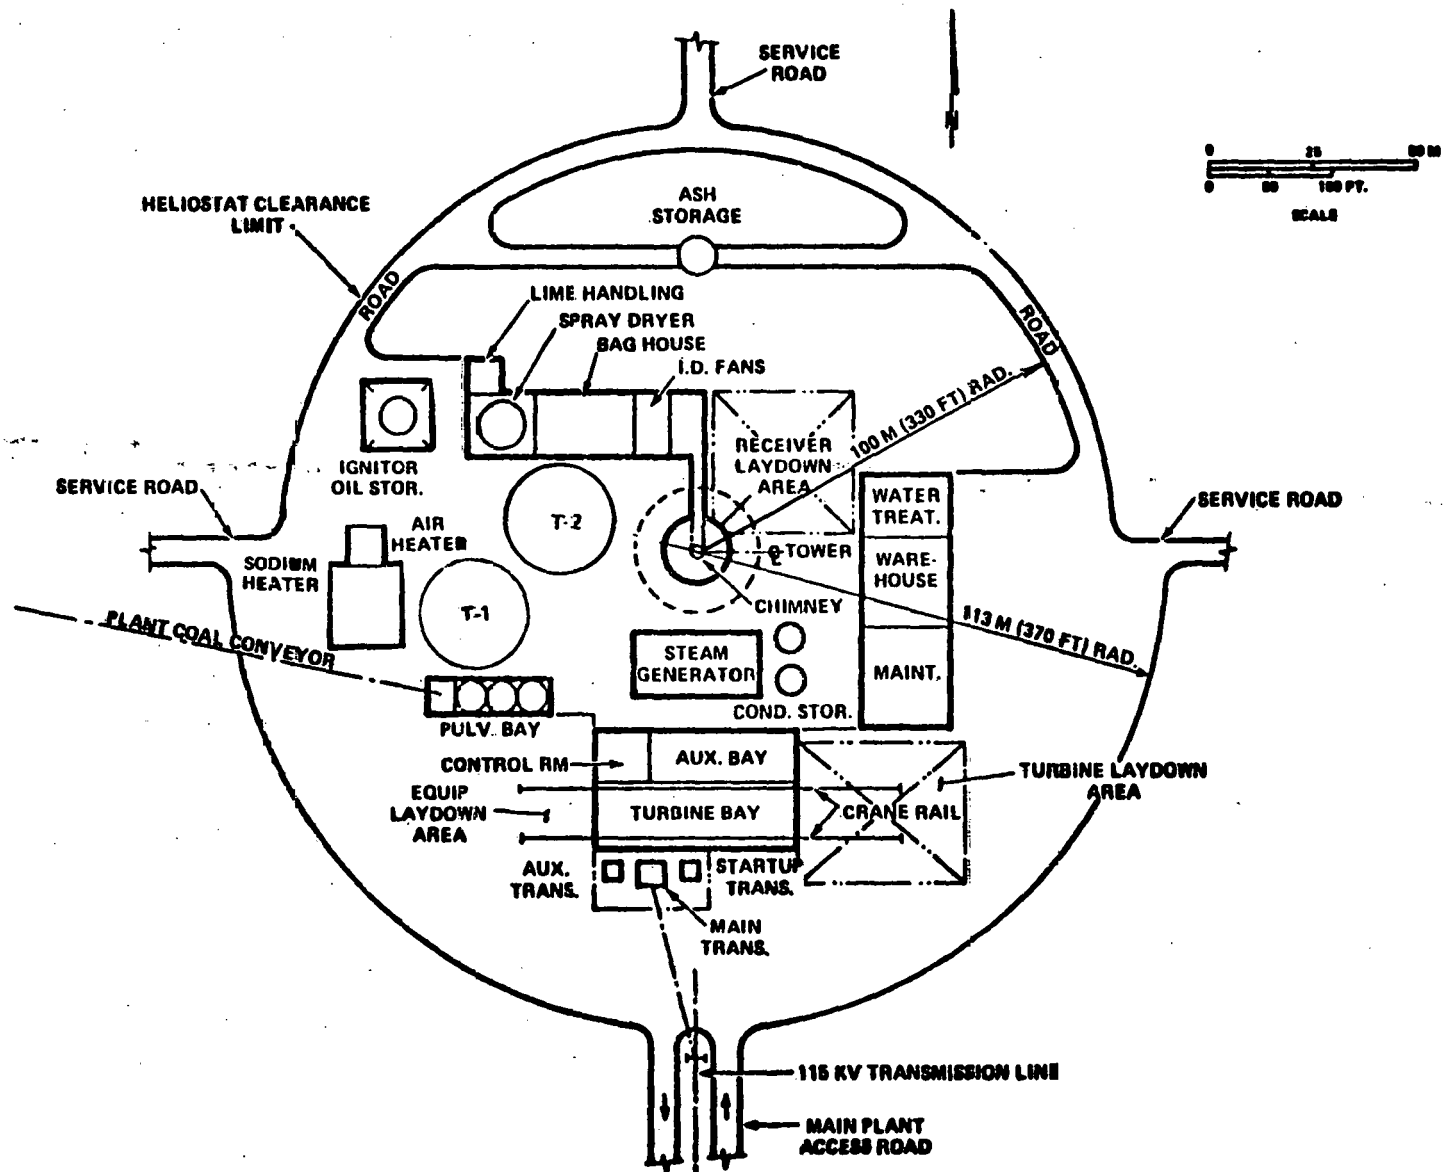 SERVICE
ROAD
N
0 25 50 M
0 50 100 FT.
SCALE
HELIOSTAT CLEARANCE
LIMIT
ASH
STORAGE
ROAD
ROAD
LIME HANDLING
SPRAY DRYER
BAG HOUSE
I.D. FANS
100 M (330 FT) RAD.
RECEIVER
LAYDOWN
AREA
IGNITOR
OIL STOR.
SERVICE ROAD
WATER
TREAT.
SERVICE ROAD
AIR
HEATER
T-2
SODIUM
HEATER
TOWER
WARE-
HOUSE
CHIMNEY
T-1
PLANT COAL CONVEYOR
113 M (370 FT) RAD.
STEAM
GENERATOR
MAINT.
COND. STOR.
PULV. BAY
CONTROL RM
AUX. BAY
TURBINE LAYDOWN
AREA
EQUIP
LAYDOWN
AREA
TURBINE BAY
CRANE RAIL
AUX.
TRANS.
STARTUP
TRANS.
MAIN
TRANS.
115 KV TRANSMISSION LINE
MAIN PLANT
ACCESS ROAD